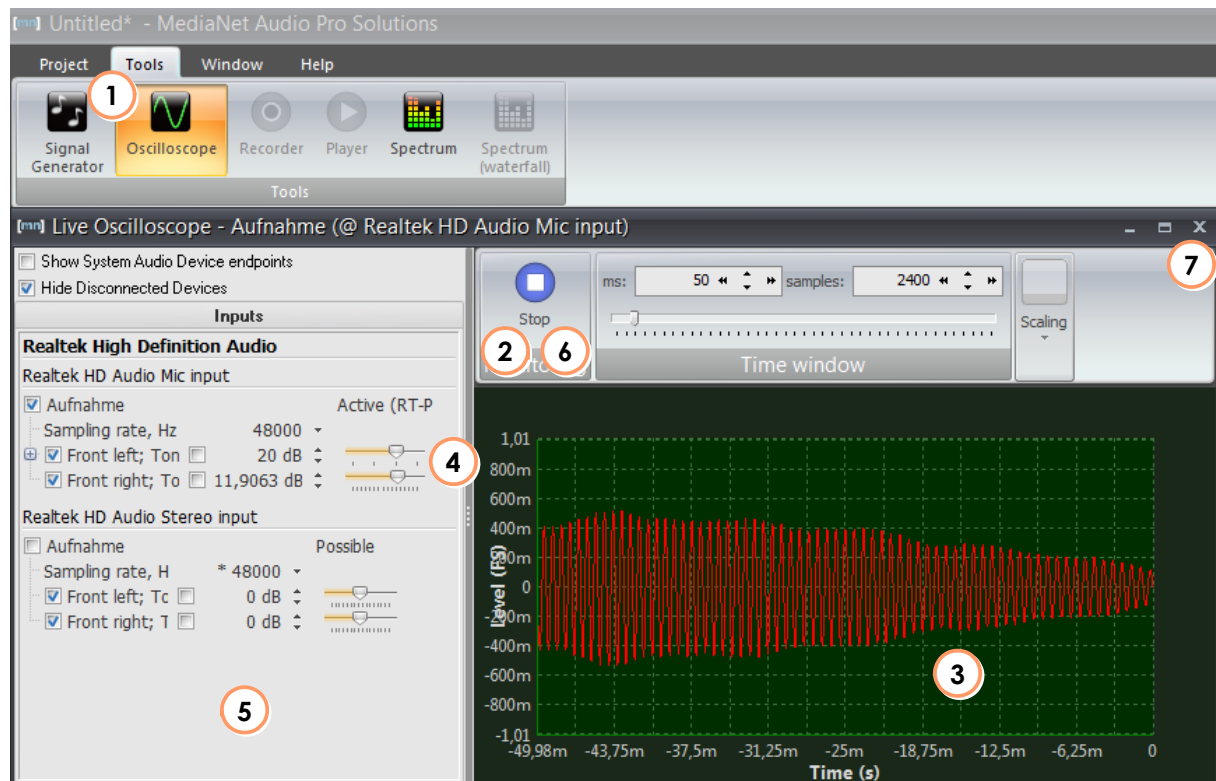 [mn] Untitled* - MediaNet Audio Pro Solutions
Project Tools Window Help
1
Signal Generator
Oscilloscope
Recorder
Player
Spectrum
Spectrum (waterfall)
Tools
[mn] Live Oscilloscope - Aufnahme (@ Realtek HD Audio Mic input)
Show System Audio Device endpoints
Hide Disconnected Devices
Inputs
Realtek High Definition Audio
Realtek HD Audio Mic input
Aufnahme Active (RT-P
Sampling rate, Hz 48000
Front left; Ton 20 dB
Front right; To 11,9063 dB
4
Realtek HD Audio Stereo input
Aufnahme Possible
Sampling rate, H * 48000
Front left; Tc 0 dB
Front right; T 0 dB
5
Stop
2 6
ms: 50 samples: 2400
Time window
Scaling
7
1,01
800m
600m
400m
0
-400m
-600m
-800m
-1,01
Level (FS)
3
-49,98m -43,75m -37,5m -31,25m -25m -18,75m -12,5m -6,25m 0
Time (s)